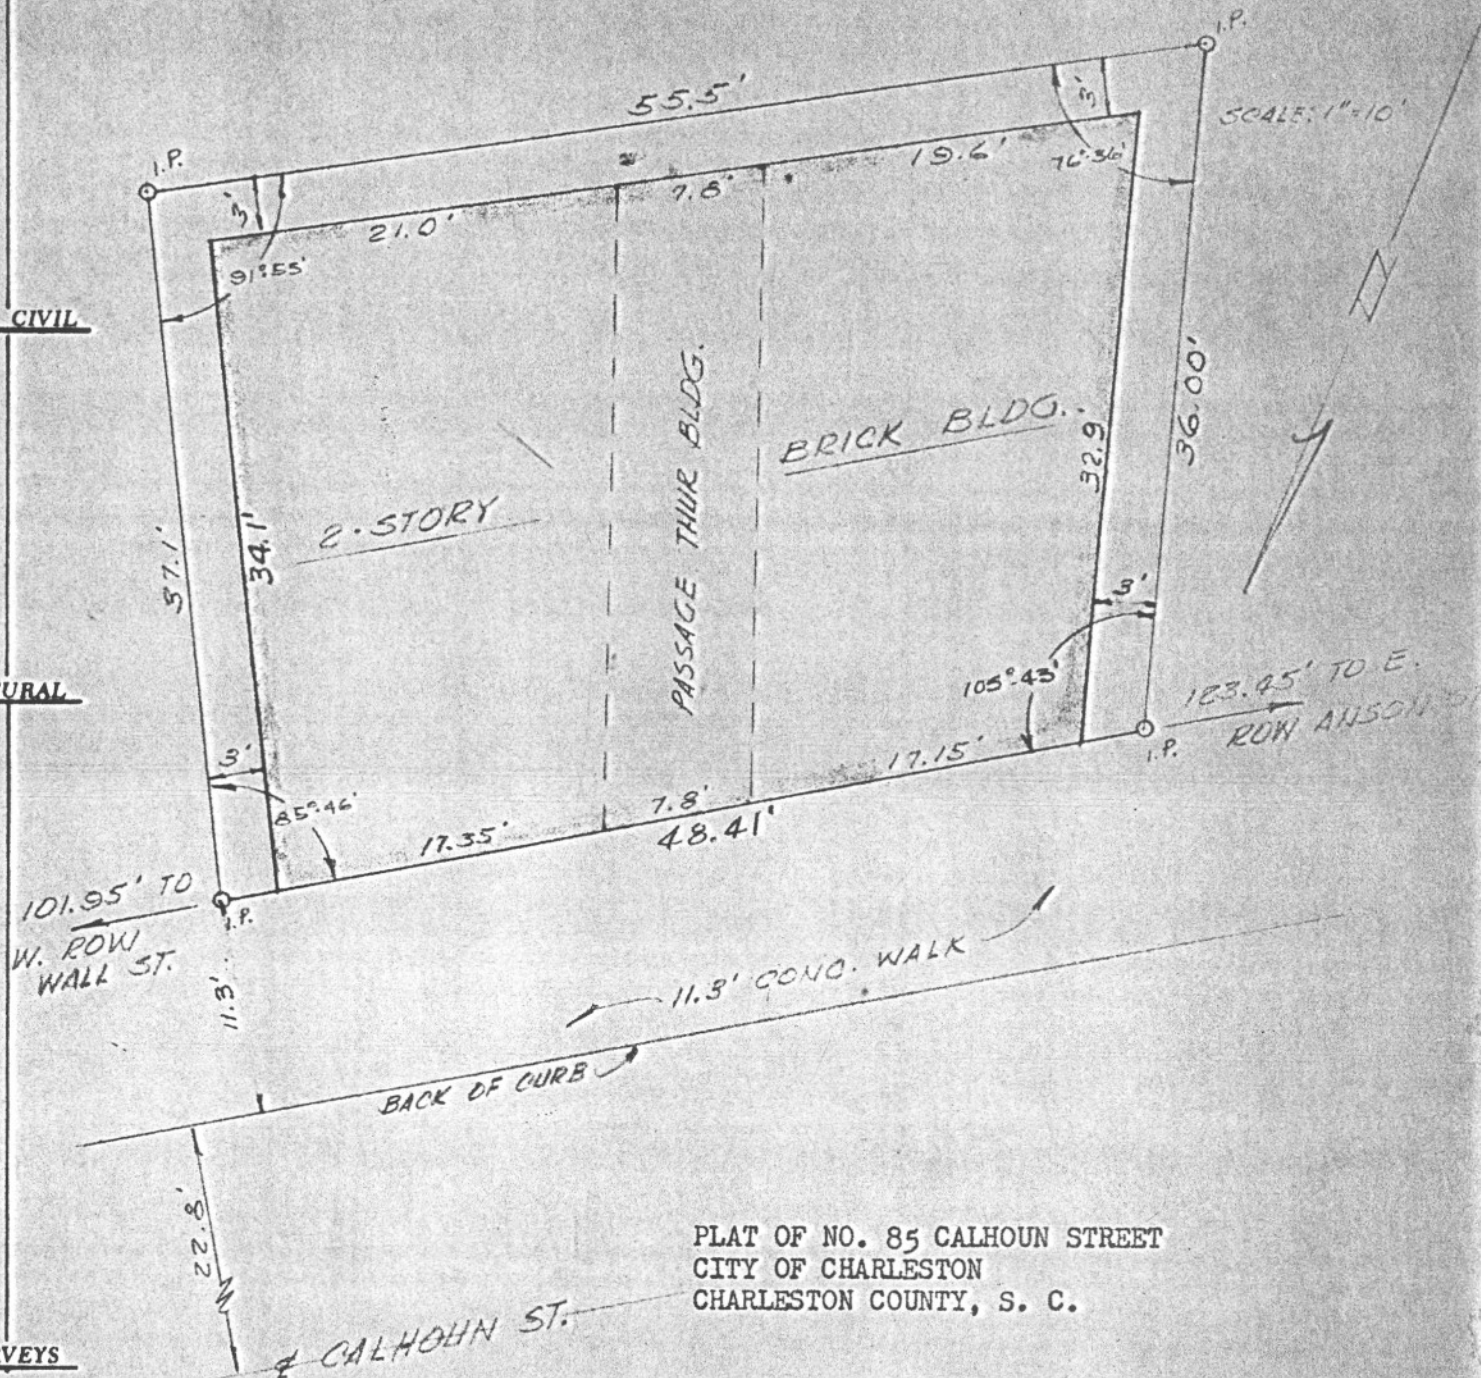 I.P.
55.5'
I.P.
SCALE: 1"=10'
3'
3'
21.0'
7.8'
19.6'
76°-36'
91°-55'
CIVIL
PASSAGE THUR BLDG.
BRICK BLDG.
2-STORY
37.1'
34.1'
32.9
36.00'
URAL
3'
3'
85°-46'
105°-43'
17.35'
7.8'
17.15'
48.41'
I.P.
I.P.
123.45' TO E.
ROW ANSON S
101.95' TO
W. ROW
WALL ST.
11.3'
11.3' CONC. WALK
BACK OF CURB
22.8'
PLAT OF NO. 85 CALHOUN STREET
CITY OF CHARLESTON
CHARLESTON COUNTY, S. C.
℄ CALHOUN ST.
VEYS